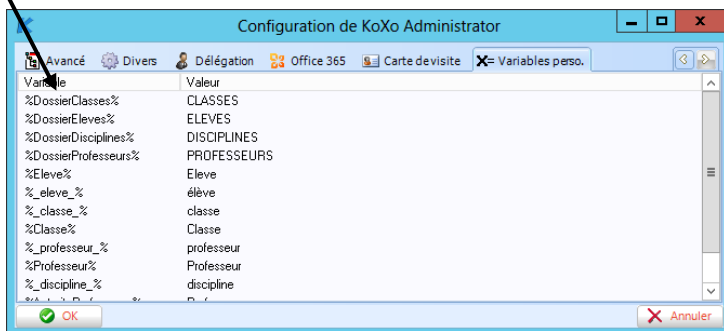 Configuration de KoXo Administrator
Avancé Divers Délégation Office 365 Carte de visite X= Variables perso.
Variable Valeur
%DossierClasses% CLASSES
%DossierEleves% ELEVES
%DossierDisciplines% DISCIPLINES
%DossierProfesseurs% PROFESSEURS
%Eleve% Eleve
%_eleve_% élève
%_classe_% classe
%Classe% Classe
%_professeur_% professeur
%Professeur% Professeur
%_discipline_% discipline
OK Annuler